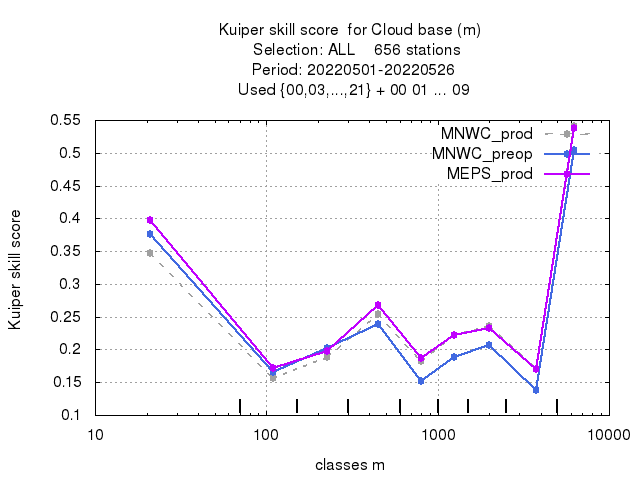 Kuiper skill score  for Cloud base (m)
Selection: ALL    656 stations
Period: 20220501-20220526
Used {00,03,...,21} + 00 01 ... 09
MNWC_prod
MNWC_preop
MEPS_prod
Kuiper skill score
0.55
0.5
0.45
0.4
0.35
0.3
0.25
0.2
0.15
0.1
10 100 1000 10000
classes m